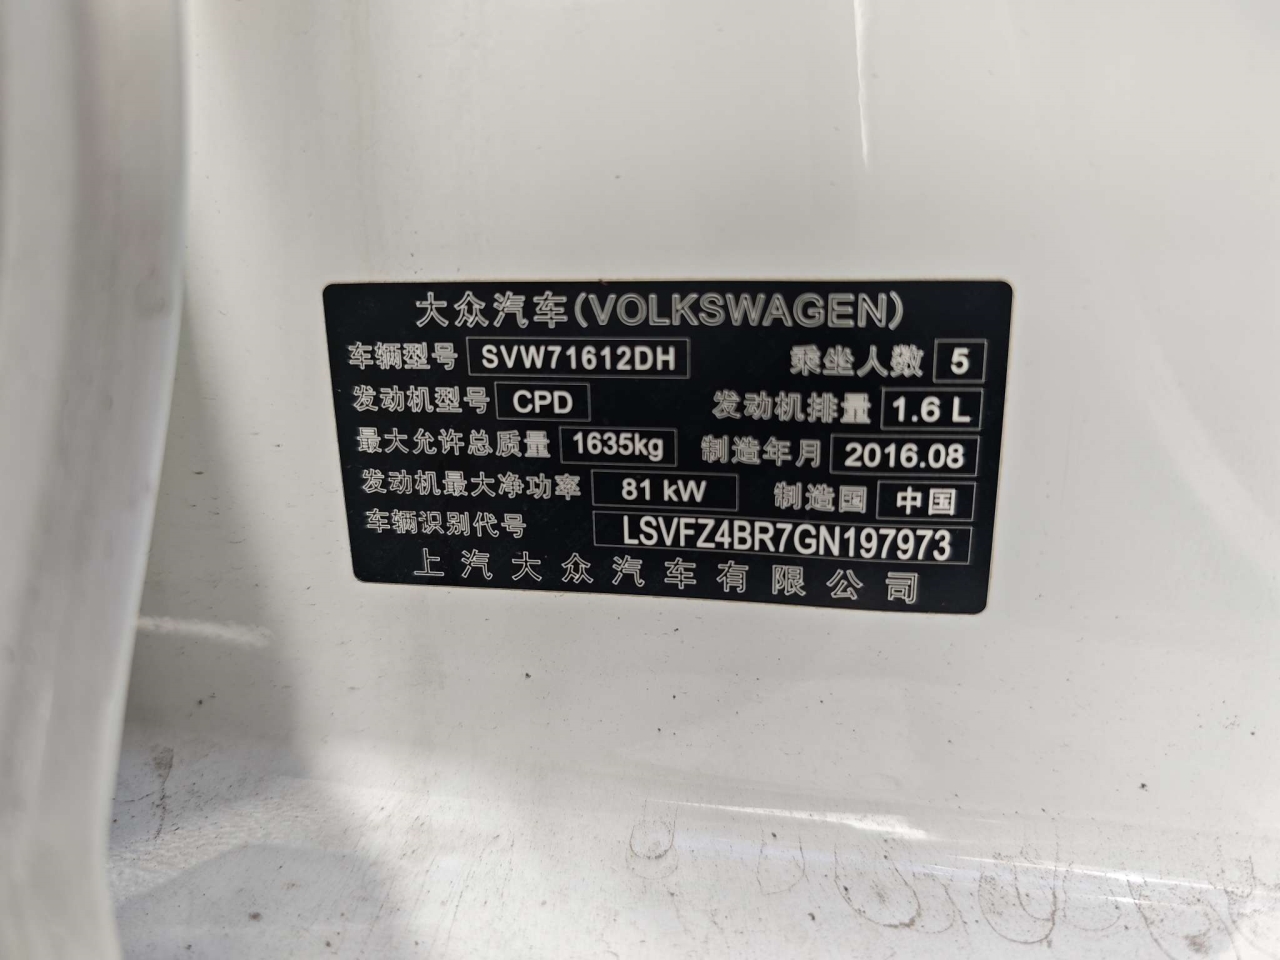 大众汽车(VOLKSWAGEN)
车辆型号 SVW71612DH 乘坐人数 5
发动机型号 CPD 发动机排量 1.6 L
最大允许总质量 1635kg 制造年月 2016.08
发动机最大净功率 81 kW 制造国 中国
车辆识别代号 LSVFZ4BR7GN197973
上汽大众汽车有限公司